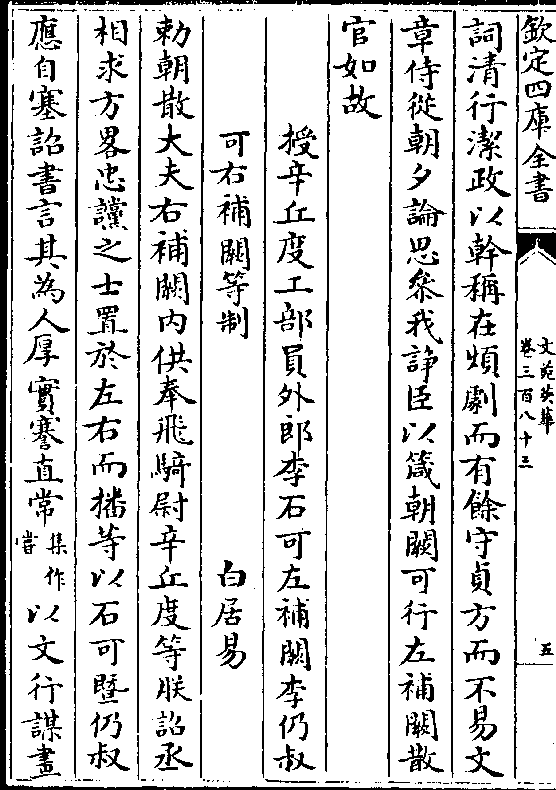 欽定四庫全書
文苑英華
卷三百八十三
五
詞清行潔政以幹稱在煩劇而有餘守貞方而不易文
章侍從朝夕論思叅我諍臣以箴朝闕可行左補闕散
官如故
授辛丘度工部員外郎李石可左補闕李仍叔
可右補闕等制
白居易
勅朝散大夫右補闕内供奉飛騎尉辛丘度等朕詔丞
相求方畧忠讜之士置於左右而播等以石可暨仍叔
應自塞詔書言其為人厚實謇直常集作嘗以文行謀畫